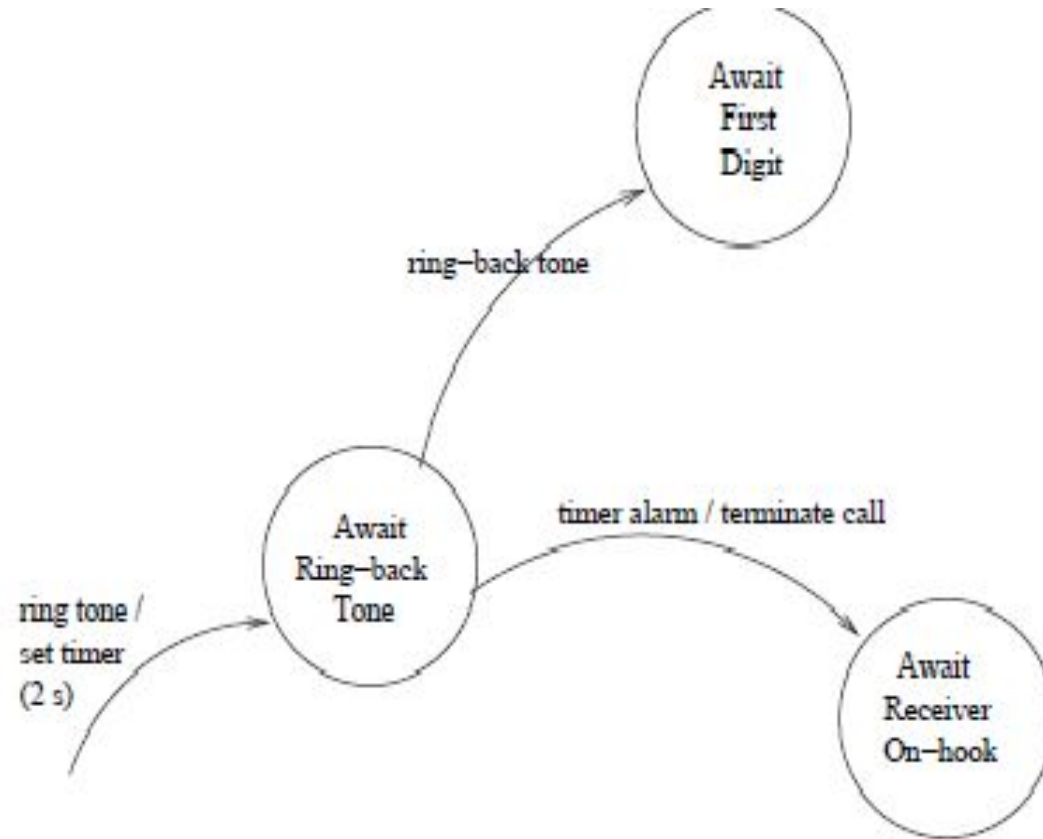 Await
First
Digit
ring−back tone
Await
Ring−back
Tone
timer alarm / terminate call
ring tone /
set timer
(2 s)
Await
Receiver
On−hook